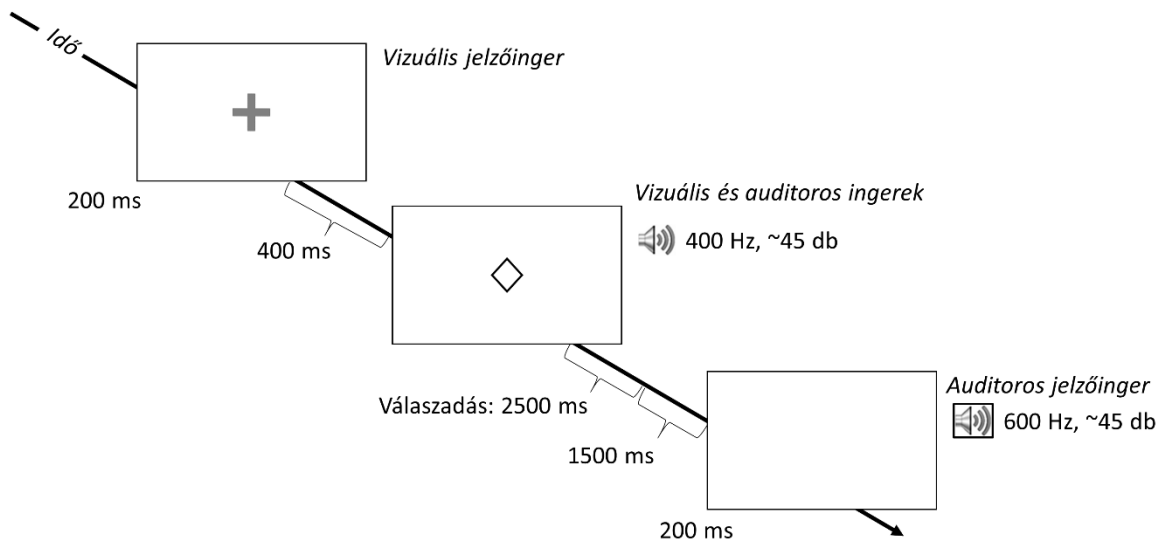 Idő
Vizuális jelzőinger
200 ms
400 ms
Vizuális és auditoros ingerek
400 Hz, ~45 db
Válaszadás: 2500 ms
1500 ms
Auditoros jelzőinger
600 Hz, ~45 db
200 ms